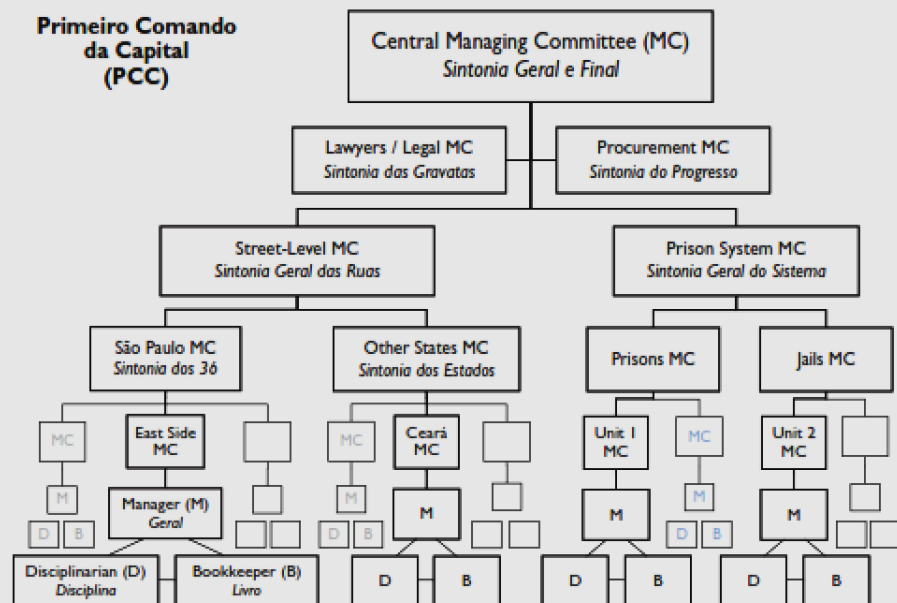 Primeiro Comando
da Capital
(PCC)
Central Managing Committee (MC)
Sintonia Geral e Final
Lawyers / Legal MC
Sintonia das Gravatas
Procurement MC
Sintonia do Progresso
Street-Level MC
Sintonia Geral das Ruas
Prison System MC
Sintonia Geral do Sistema
São Paulo MC
Sintonia dos 36
Other States MC
Sintonia dos Estados
Prisons MC
Jails MC
MC
East Side
MC
MC
Ceará
MC
Unit 1
MC
MC
Unit 2
MC
M
Manager (M)
Geral
M
M
M
M
M
D
B
D
B
D
B
Disciplinarian (D)
Disciplina
Bookkeeper (B)
Livro
D
B
D
B
D
B